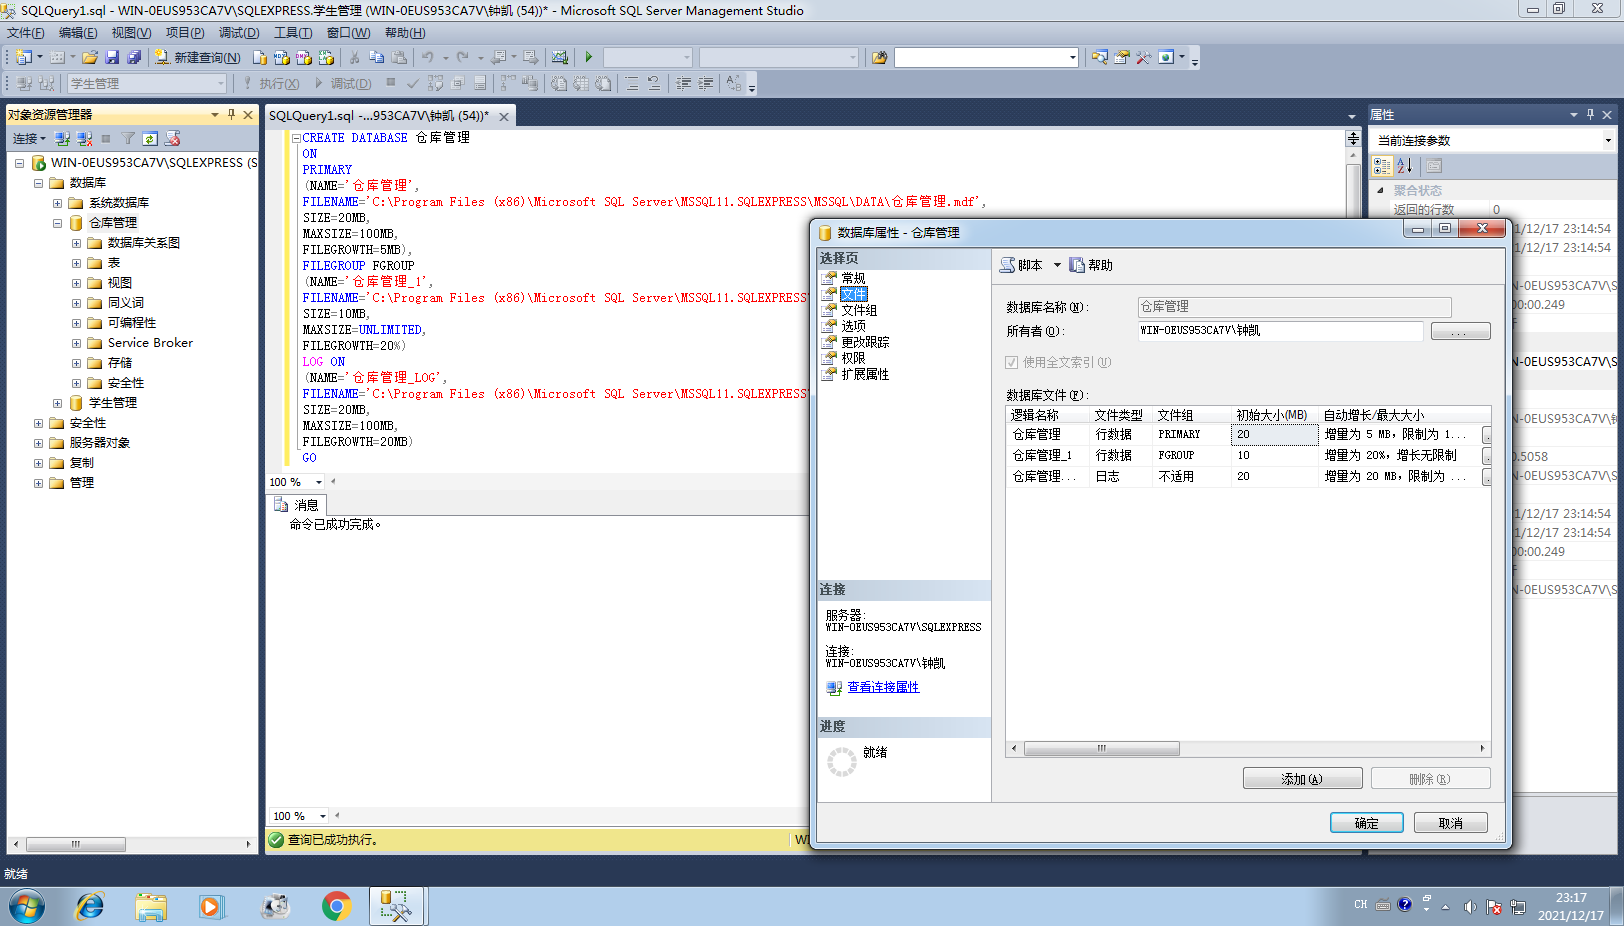 SQLQuery1.sql - WIN-0EUS953CA7V\SQLEXPRESS.学生管理 (WIN-0EUS953CA7V\钟凯 (54))* - Microsoft SQL Server Management Studio
文件(F) 编辑(E) 视图(V) 项目(P) 调试(D) 工具(T) 窗口(W) 帮助(H)
新建查询(N)
学生管理 执行(X) 调试(D)
对象资源管理器
连接
WIN-0EUS953CA7V\SQLEXPRESS (S
数据库
系统数据库
仓库管理
数据库关系图
表
视图
同义词
可编程性
Service Broker
存储
安全性
学生管理
安全性
服务器对象
复制
管理
SQLQuery1.sql -...953CA7V\钟凯 (54))*
CREATE DATABASE 仓库管理
ON
PRIMARY
(NAME='仓库管理',
FILENAME='C:\Program Files (x86)\Microsoft SQL Server\MSSQL11.SQLEXPRESS\MSSQL\DATA\仓库管理.mdf',
SIZE=20MB,
MAXSIZE=100MB,
FILEGROWTH=5MB),
FILEGROUP FGROUP
(NAME='仓库管理_1',
FILENAME='C:\Program Files (x86)\Microsoft SQL Server\MSSQL11.SQLEXPRESS\
SIZE=10MB,
MAXSIZE=UNLIMITED,
FILEGROWTH=20%)
LOG ON
(NAME='仓库管理_LOG',
FILENAME='C:\Program Files (x86)\Microsoft SQL Server\MSSQL11.SQLEXPRESS\
SIZE=20MB,
MAXSIZE=100MB,
FILEGROWTH=20MB)
GO
100 %
消息
命令已成功完成。
100 %
查询已成功执行。
属性
当前连接参数
聚合状态
返回的行数 0
1/12/17 23:14:54
1/12/17 23:14:54
N-0EUS953CA7V\S
00:00.249
N-0EUS953CA7V\S
N-0EUS953CA7V\钟
0.5058
N-0EUS953CA7V\S
1/12/17 23:14:54
1/12/17 23:14:54
00:00.249
N-0EUS953CA7V\S
数据库属性 - 仓库管理
选择页
常规
文件
文件组
选项
更改跟踪
权限
扩展属性
连接
服务器:
WIN-0EUS953CA7V\SQLEXPRESS
连接:
WIN-0EUS953CA7V\钟凯
查看连接属性
进度
就绪
脚本 帮助
数据库名称(N): 仓库管理
所有者(O): WIN-0EUS953CA7V\钟凯 ...
使用全文索引(U)
数据库文件(F):
逻辑名称 文件类型 文件组 初始大小(MB) 自动增长/最大大小
仓库管理 行数据 PRIMARY 20 增量为 5 MB，限制为 1...
仓库管理_1 行数据 FGROUP 10 增量为 20%，增长无限制
仓库管理... 日志 不适用 20 增量为 20 MB，限制为 ...
添加(A) 删除(R)
确定 取消
就绪
CH
23:17
2021/12/17